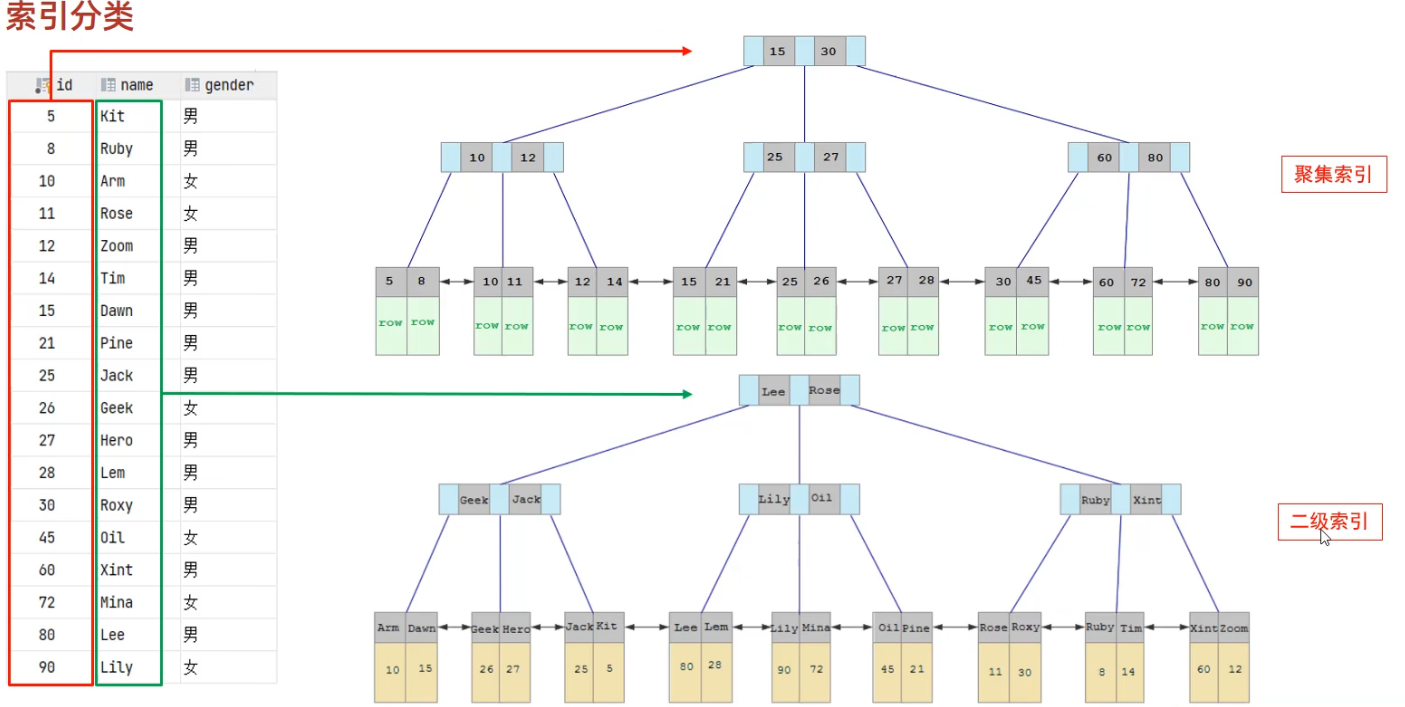 索引分类
id name gender
5 Kit 男
8 Ruby 男
10 Arm 女
11 Rose 女
12 Zoom 男
14 Tim 男
15 Dawn 男
21 Pine 男
25 Jack 男
26 Geek 女
27 Hero 男
28 Lem 男
30 Roxy 男
45 Oil 女
60 Xint 男
72 Mina 女
80 Lee 男
90 Lily 女
15 30
10 12 25 27 60 80
聚集索引
5 8 10 11 12 14 15 21 25 26 27 28 30 45 60 72 80 90
row row row row row row row row row row row row row row row row row row
Lee Rose
Geek Jack Lily Oil Ruby Xint
二级索引
Arm Dawn Geek Hero Jack Kit Lee Lem Lily Mina Oil Pine Rose Roxy Ruby Tim Xint Zoom
10 15 26 27 25 5 80 28 90 72 45 21 11 30 8 14 60 12